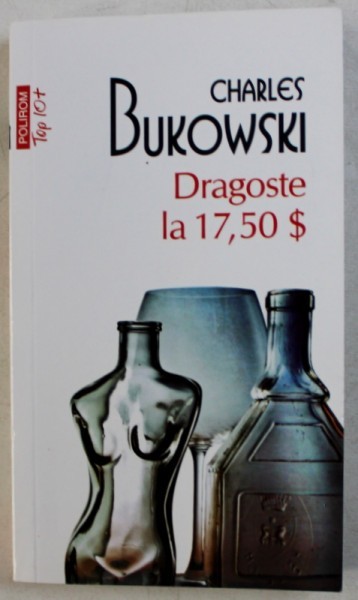 POLIROM
Top 10+
CHARLES
BUKOWSKI
Dragoste
la 17,50 $